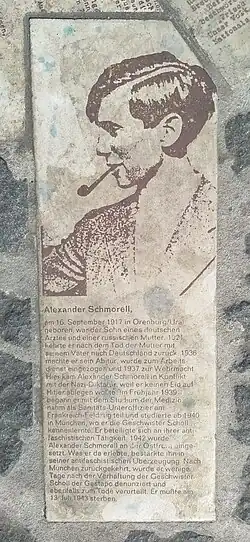 Alexander Schmorell,
am 16. September 1917 in Orenburg/Ural
geboren, war der Sohn eines deutschen
Arztes und einer russischen Mutter. 1921
kehrte er nach dem Tod der Mutter mit
seinem Vater nach Deutschland zurück. 1936
machte er sein Abitur, wurde zum Arbeits-
dienst eingezogen und 1937 zur Wehrmacht.
Hier kam Alexander Schmorell in Konflikt
mit der Nazi-Diktatur, weil er keinen Eid auf
Hitler ablegen wollte. Im Frühjahr 1939
begann er mit dem Studium der Medizin,
nahm als Sanitäts-Unteroffizier am
Frankreich-Feldzug teil und studierte ab 1940
in München, wo er die Geschwister Scholl
kennenlernte. Er beteiligte sich an ihrer anti-
faschistischen Tätigkeit. 1942 wurde
Alexander Schmorell an der Ostfront einge-
setzt. Was er da erlebte, bestärkte ihn in
seiner antifaschistischen Überzeugung. Nach
München zurückgekehrt, wurde er wenige
Tage nach der Verhaftung der Geschwister
Scholl der Gestapo denunziert und
ebenfalls zum Tode verurteilt. Er mußte am
13. Juli 1943 sterben.